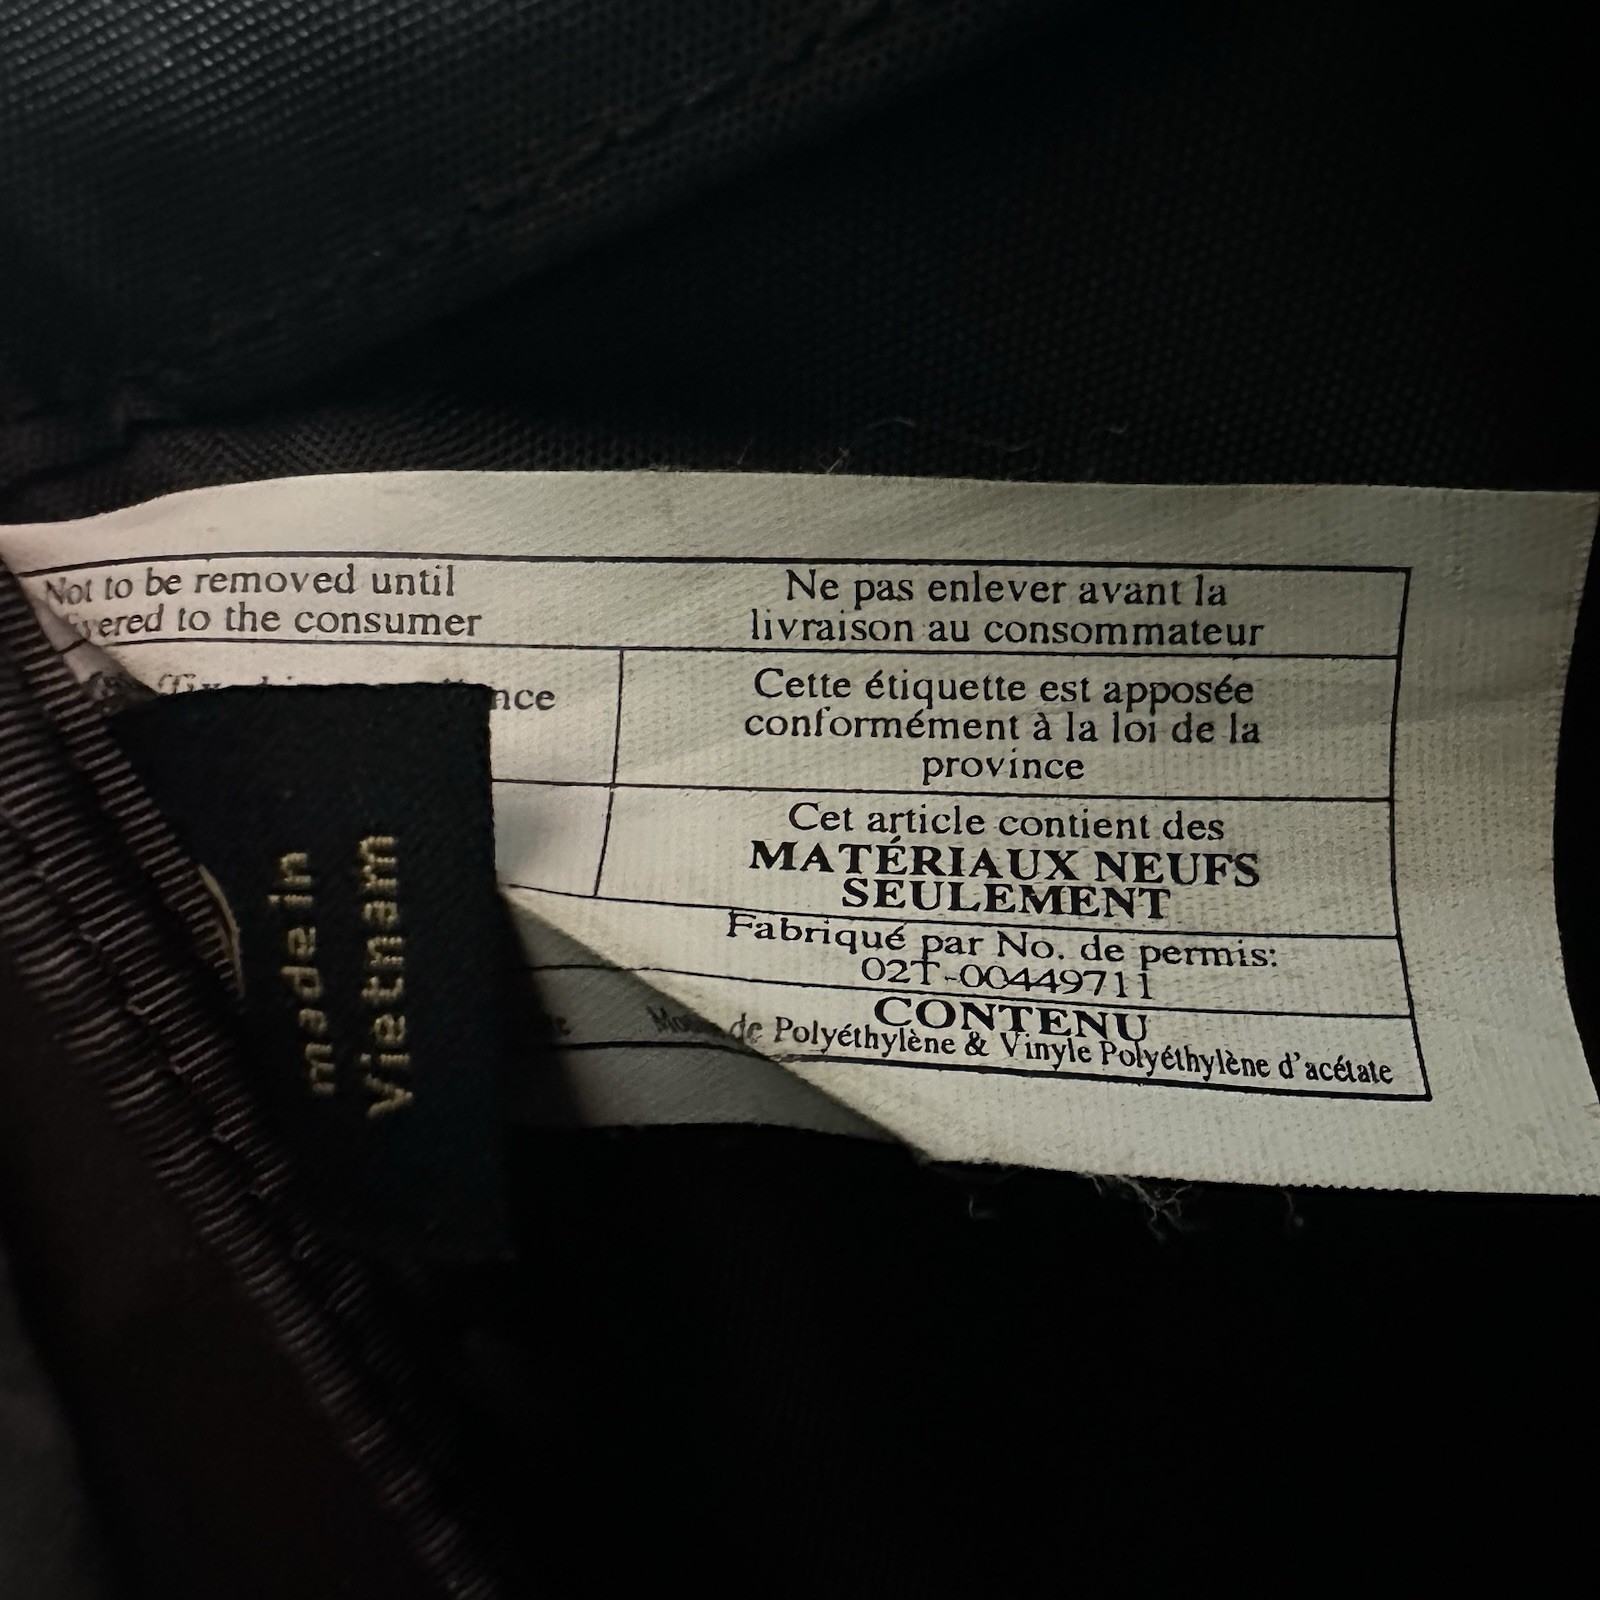 Not to be removed until
ivered to the consumer
nce
Ne pas enlever avant la
livraison au consommateur
Cette étiquette est apposée
conformément à la loi de la
province
Cet article contient des
MATÉRIAUX NEUFS
SEULEMENT
Fabriqué par No. de permis:
02T-00449711
CONTENU
de Polyéthylène & Vinyle Polyéthylène d'acétate
made in
Vietnam